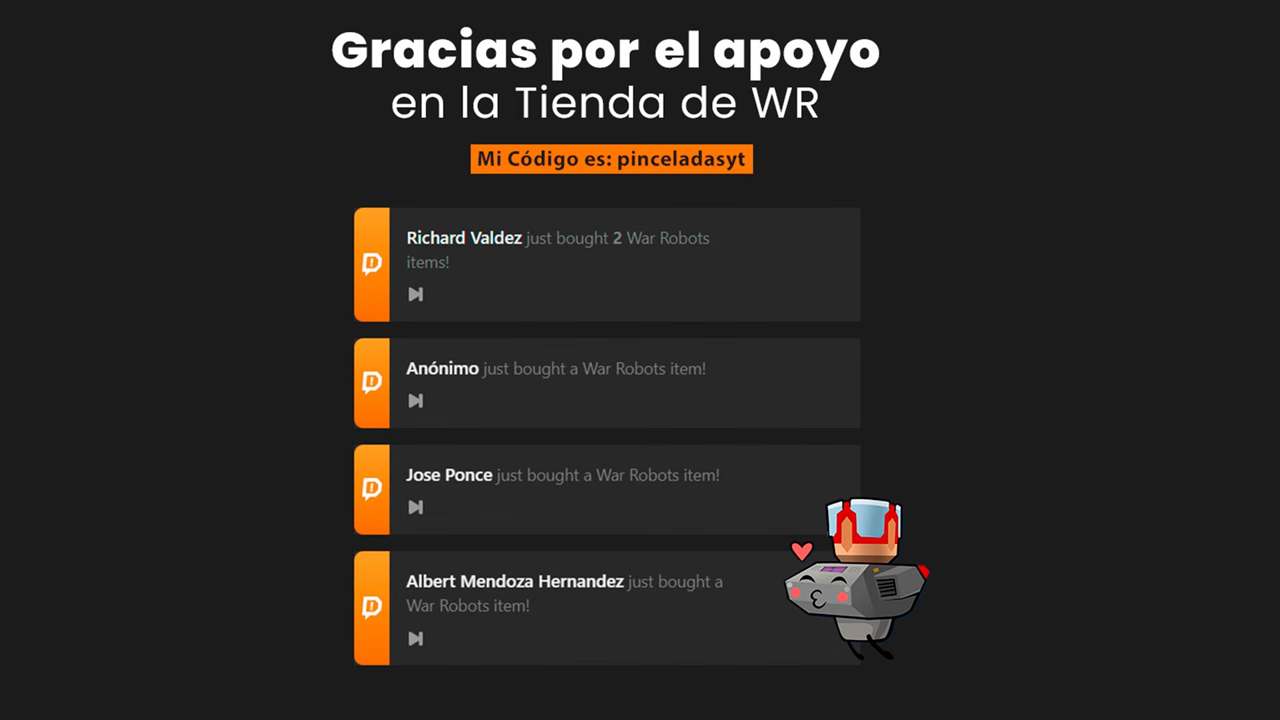 Gracias por el apoyo
en la Tienda de WR
Mi Código es: pinceladasyt
Richard Valdez just bought 2 War Robots
items!
Anónimo just bought a War Robots item!
Jose Ponce just bought a War Robots item!
Albert Mendoza Hernandez just bought a
War Robots item!